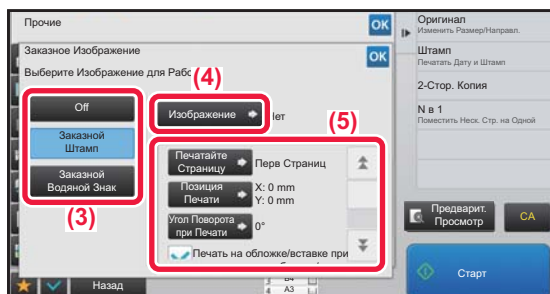 Прочие
OK
Заказное Изображение
OK
Выберите Изображение для
(4)
Off
Заказной
Штамп
Заказной
Водяной Знак
(3)
Изображение
(5)
Печатайте
Страницу
Перв Страниц
Позиция
Печати
X: 0 mm
Y: 0 mm
Угол Поворота
при Печати
0°
Печать на обложке/вставке при
Назад
3
B4
4
A3
Оригинал
Изменить Размер/Направл.
Штамп
Печатать Дату и Штамп
2-Стор. Копия
N в 1
Поместить Неск. Стр. на Одной
Предварит.
Просмотр
CA
Старт